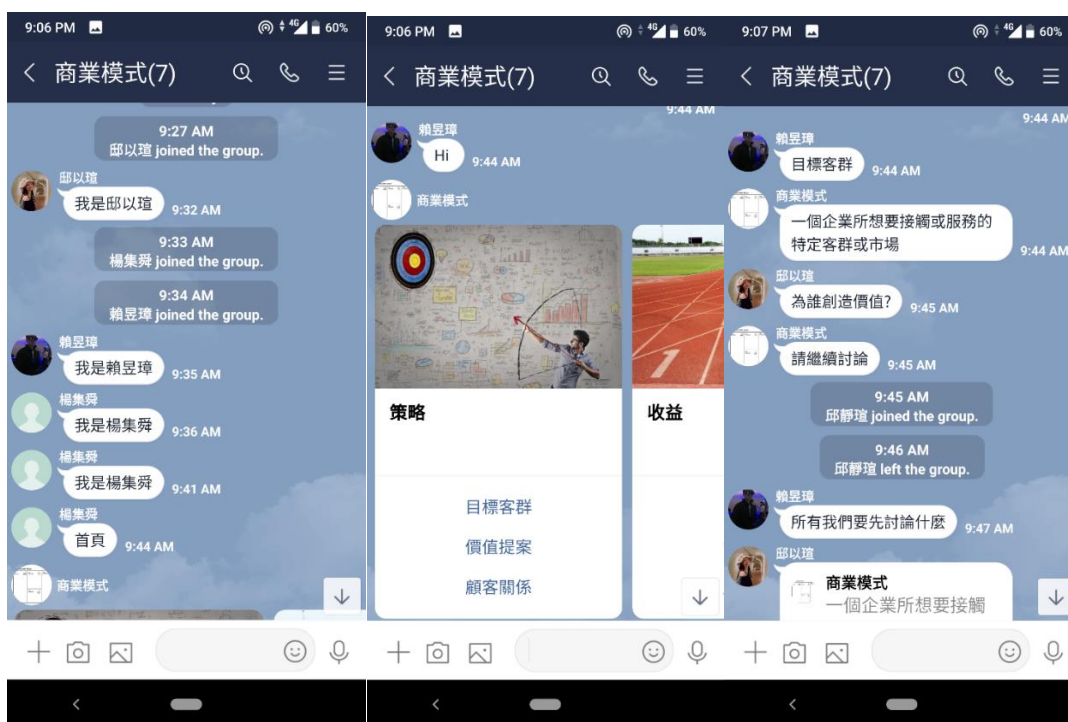 9:06 PM
4G
60%
商業模式(7)
9:27 AM
邸以瑄 joined the group.
邸以瑄
我是邸以瑄
9:32 AM
9:33 AM
楊集舜 joined the group.
9:34 AM
賴昱璋 joined the group.
賴昱璋
我是賴昱璋
9:35 AM
楊集舜
我是楊集舜
9:36 AM
楊集舜
我是楊集舜
9:41 AM
楊集舜
首頁
9:44 AM
商業模式
9:06 PM
4G
60%
商業模式(7)
9:44 AM
賴昱璋
Hi
9:44 AM
商業模式
策略
收益
目標客群
價值提案
顧客關係
9:07 PM
4G
60%
商業模式(7)
9:44 AM
賴昱璋
目標客群
9:44 AM
商業模式
一個企業所想要接觸或服務的
特定客群或市場
9:44 AM
邸以瑄
為誰創造價值?
9:45 AM
商業模式
請繼續討論
9:45 AM
9:45 AM
邱靜瑄 joined the group.
9:46 AM
邱靜瑄 left the group.
賴昱璋
所有我們要先討論什麼
9:47 AM
邸以瑄
商業模式
一個企業所想要接觸